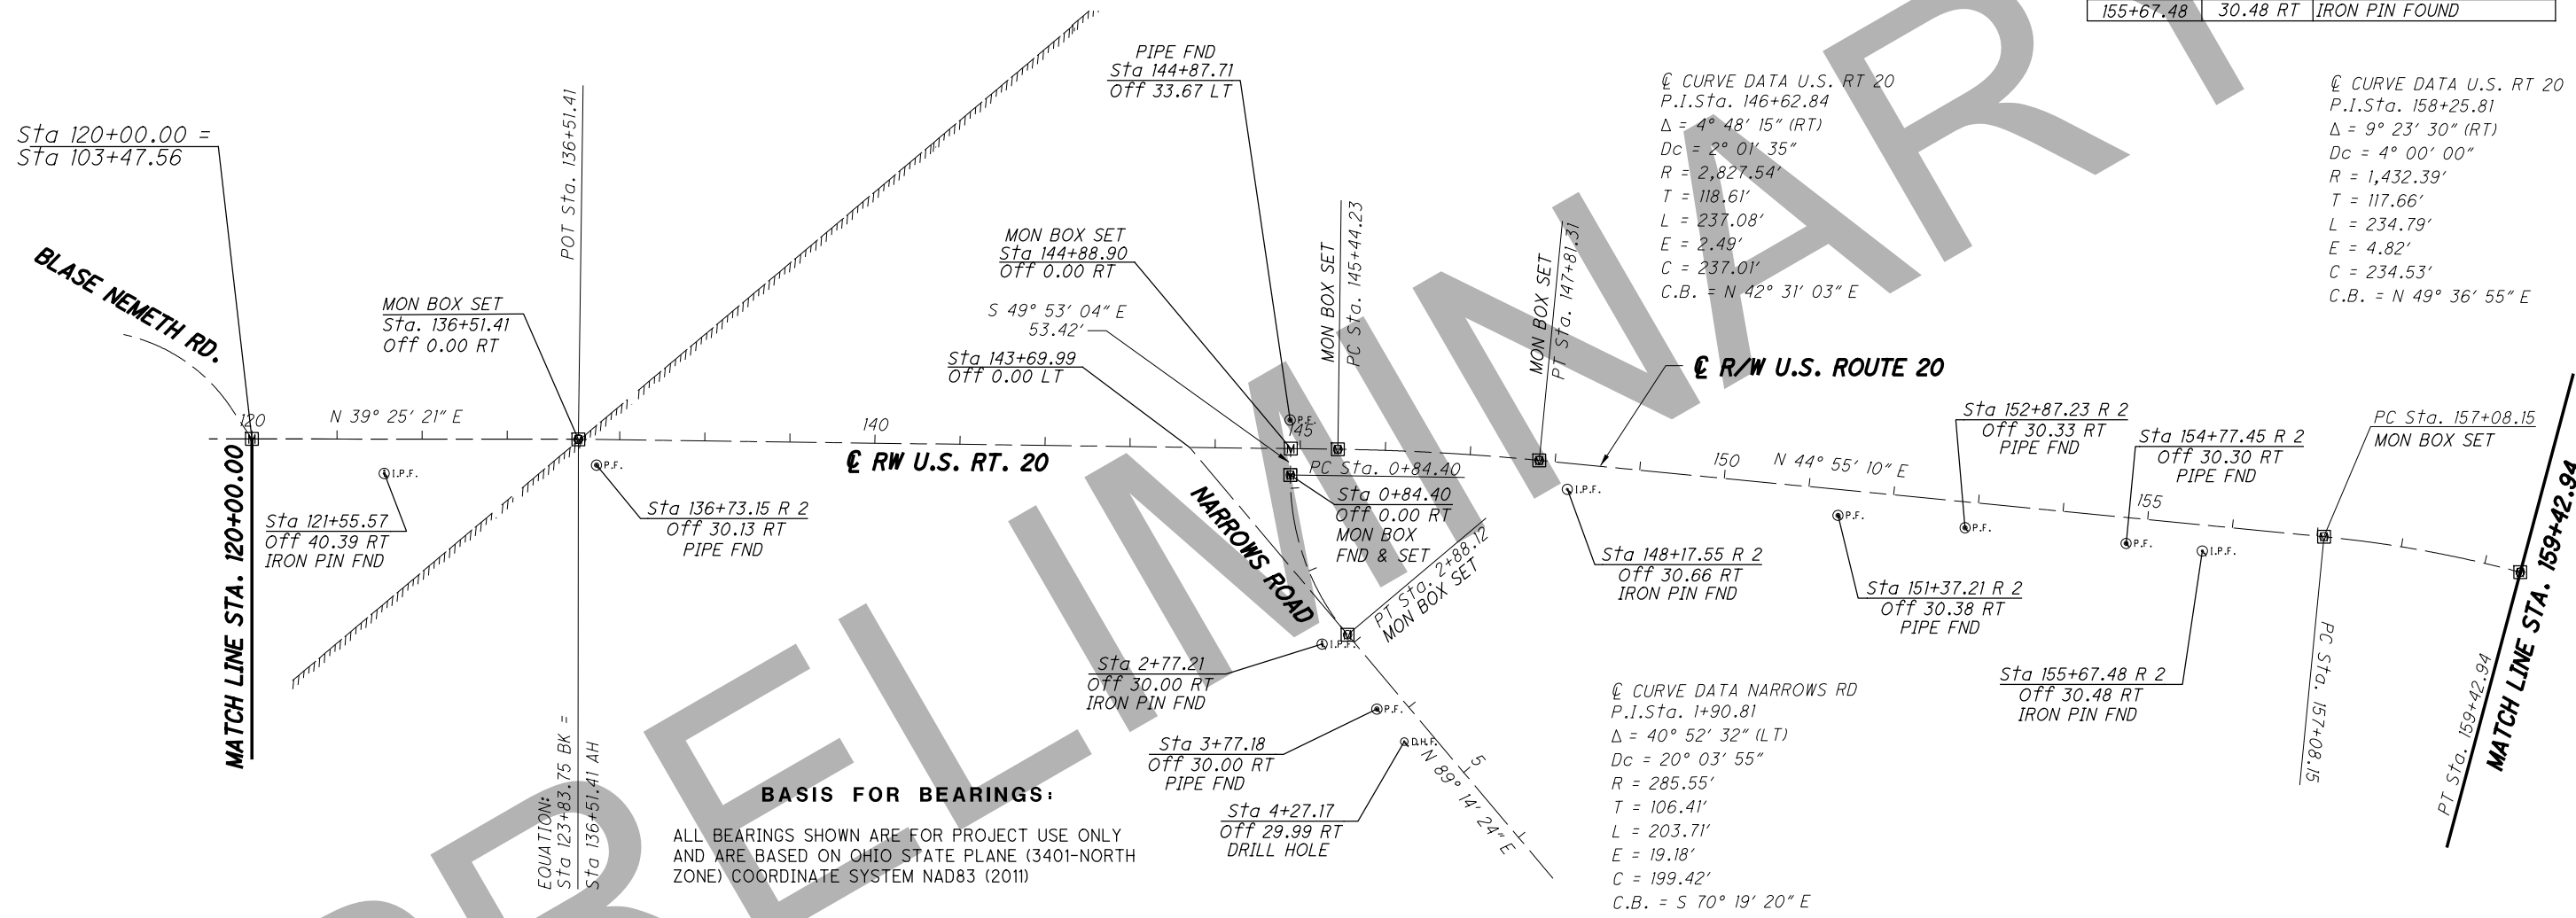 155+67.48 30.48 RT IRON PIN FOUND
PIPE FND
Sta 144+87.71
Off 33.67 LT
℄ CURVE DATA U.S. RT 20
P.I.Sta. 146+62.84
Δ = 4° 48' 15" (RT)
Dc = 2° 01' 35"
R = 2,827.54'
T = 118.61'
L = 237.08'
E = 2.49'
C = 237.01'
C.B. = N 42° 31' 03" E
℄ CURVE DATA U.S. RT 20
P.I.Sta. 158+25.81
Δ = 9° 23' 30" (RT)
Dc = 4° 00' 00"
R = 1,432.39'
T = 117.66'
L = 234.79'
E = 4.82'
C = 234.53'
C.B. = N 49° 36' 55" E
Sta 120+00.00 =
Sta 103+47.56
BLASE NEMETH RD.
POT Sta. 136+51.41
MON BOX SET
Sta. 136+51.41
Off 0.00 RT
MON BOX SET
Sta 144+88.90
Off 0.00 RT
S 49° 53' 04" E
53.42'
Sta 143+69.99
Off 0.00 LT
MON BOX SET
PC Sta. 145+44.23
MON BOX SET
PT Sta. 147+81.31
℄ R/W U.S. ROUTE 20
120
N 39° 25' 21" E
140
145
P.F.
℄ RW U.S. RT. 20
150
N 44° 55' 10" E
155
Sta 152+87.23 R 2
Off 30.33 RT
PIPE FND
Sta 154+77.45 R 2
Off 30.30 RT
PIPE FND
PC Sta. 157+08.15
MON BOX SET
MATCH LINE STA. 120+00.00
I.P.F.
Sta 121+55.57
Off 40.39 RT
IRON PIN FND
P.F.
Sta 136+73.15 R 2
Off 30.13 RT
PIPE FND
NARROWS ROAD
PC Sta. 0+84.40
Sta 0+84.40
Off 0.00 RT
MON BOX
FND & SET
PT Sta. 2+88.12
MON BOX SET
I.P.F.
Sta 148+17.55 R 2
Off 30.66 RT
IRON PIN FND
P.F.
Sta 151+37.21 R 2
Off 30.38 RT
PIPE FND
P.F.
P.F.
I.P.F.
Sta 155+67.48 R 2
Off 30.48 RT
IRON PIN FND
PC Sta. 157+08.15
PT Sta. 159+42.94
MATCH LINE STA. 159+42.94
I.P.F.
Sta 2+77.21
Off 30.00 RT
IRON PIN FND
P.F.
Sta 3+77.18
Off 30.00 RT
PIPE FND
D.H.F.
Sta 4+27.17
Off 29.99 RT
DRILL HOLE
5
N 89° 14' 24" E
EQUATION:
Sta 123+83.75 BK =
Sta 136+51.41 AH
BASIS FOR BEARINGS:
ALL BEARINGS SHOWN ARE FOR PROJECT USE ONLY
AND ARE BASED ON OHIO STATE PLANE (3401-NORTH
ZONE) COORDINATE SYSTEM NAD83 (2011)
℄ CURVE DATA NARROWS RD
P.I.Sta. 1+90.81
Δ = 40° 52' 32" (LT)
Dc = 20° 03' 55"
R = 285.55'
T = 106.41'
L = 203.71'
E = 19.18'
C = 199.42'
C.B. = S 70° 19' 20" E
PRELIMINARY